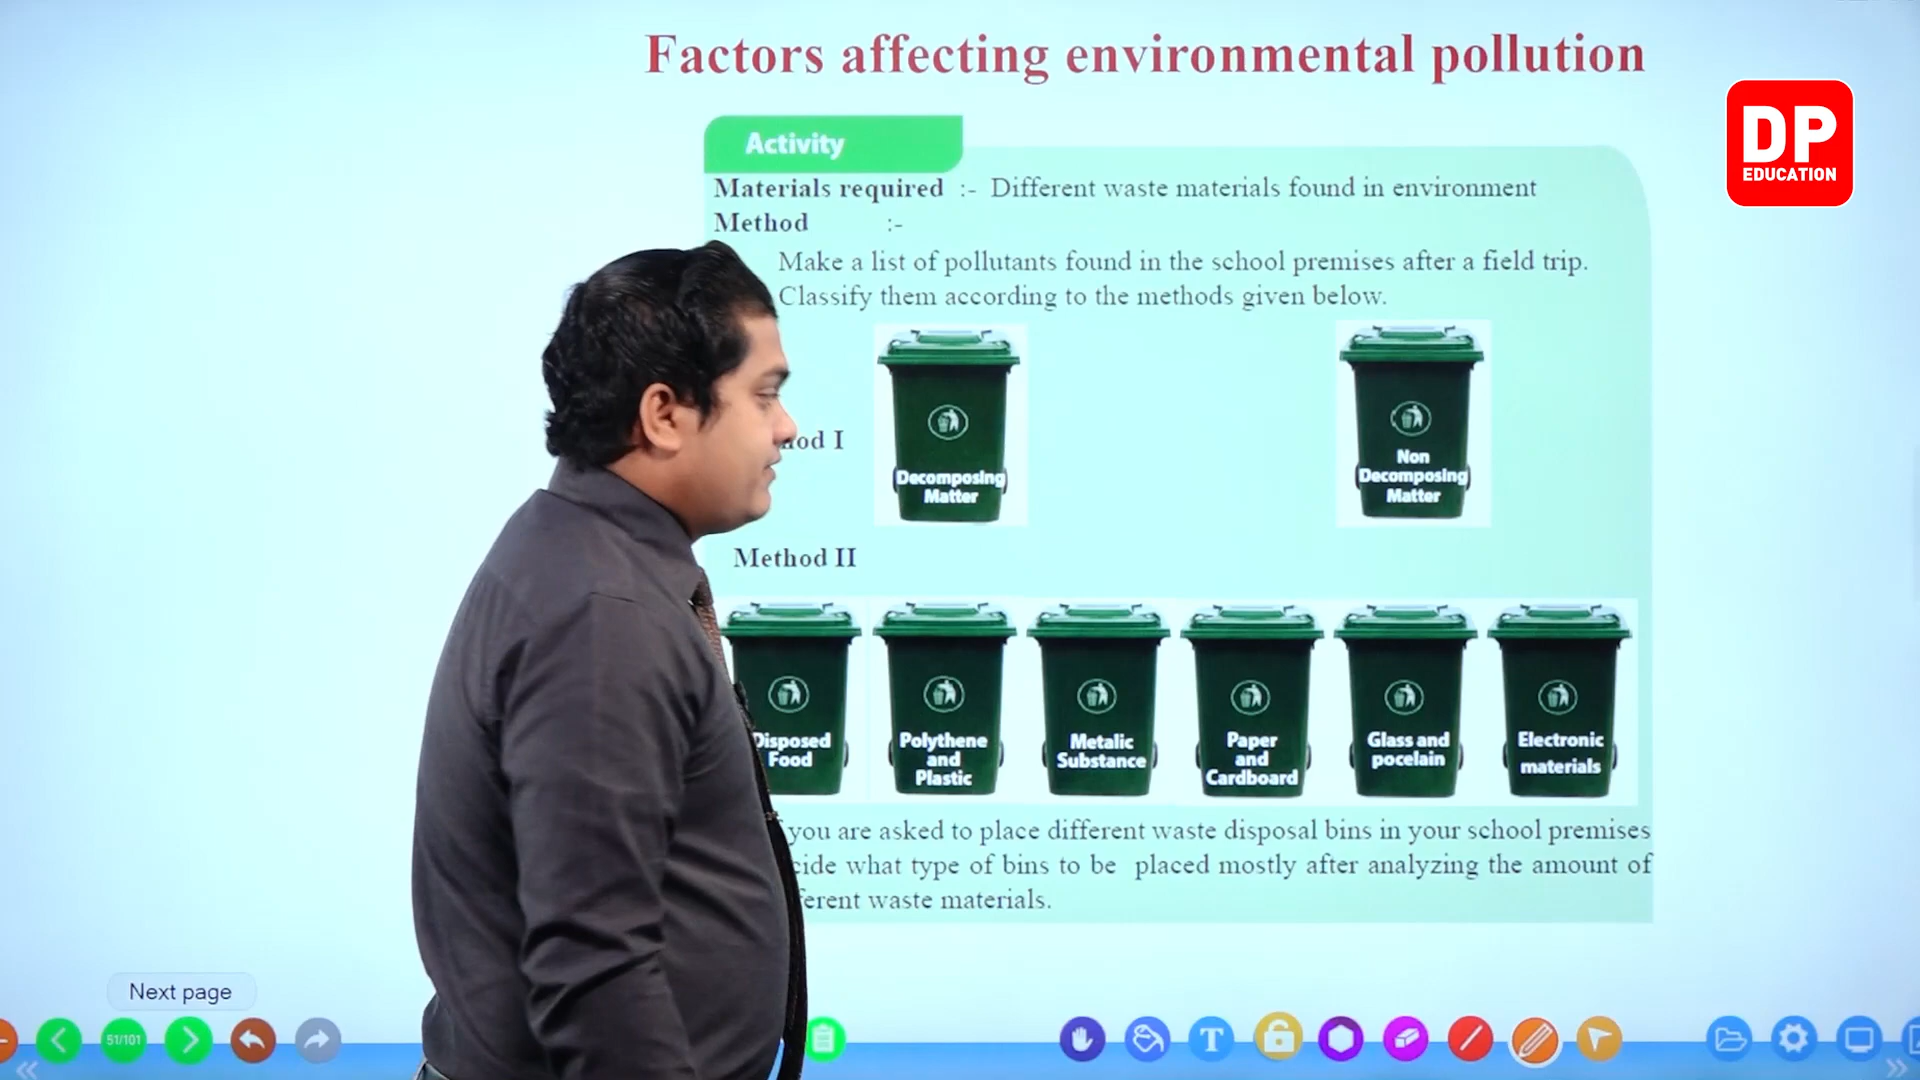 Factors affecting environmental pollution
DP
EDUCATION
Activity
Materials required :- Different waste materials found in environment
Method :-
Make a list of pollutants found in the school premises after a field trip.
Classify them according to the methods given below.
I
Decomposing
Matter
Non
Decomposing
Matter
Method II
Disposed
Food
Polythene
and
Plastic
Metalic
Substance
Paper
and
Cardboard
Glass and
pocelain
Electronic
materials
you are asked to place different waste disposal bins in your school premises
what type of bins to be placed mostly after analyzing the amount of
waste materials.
Next page
51/101
T